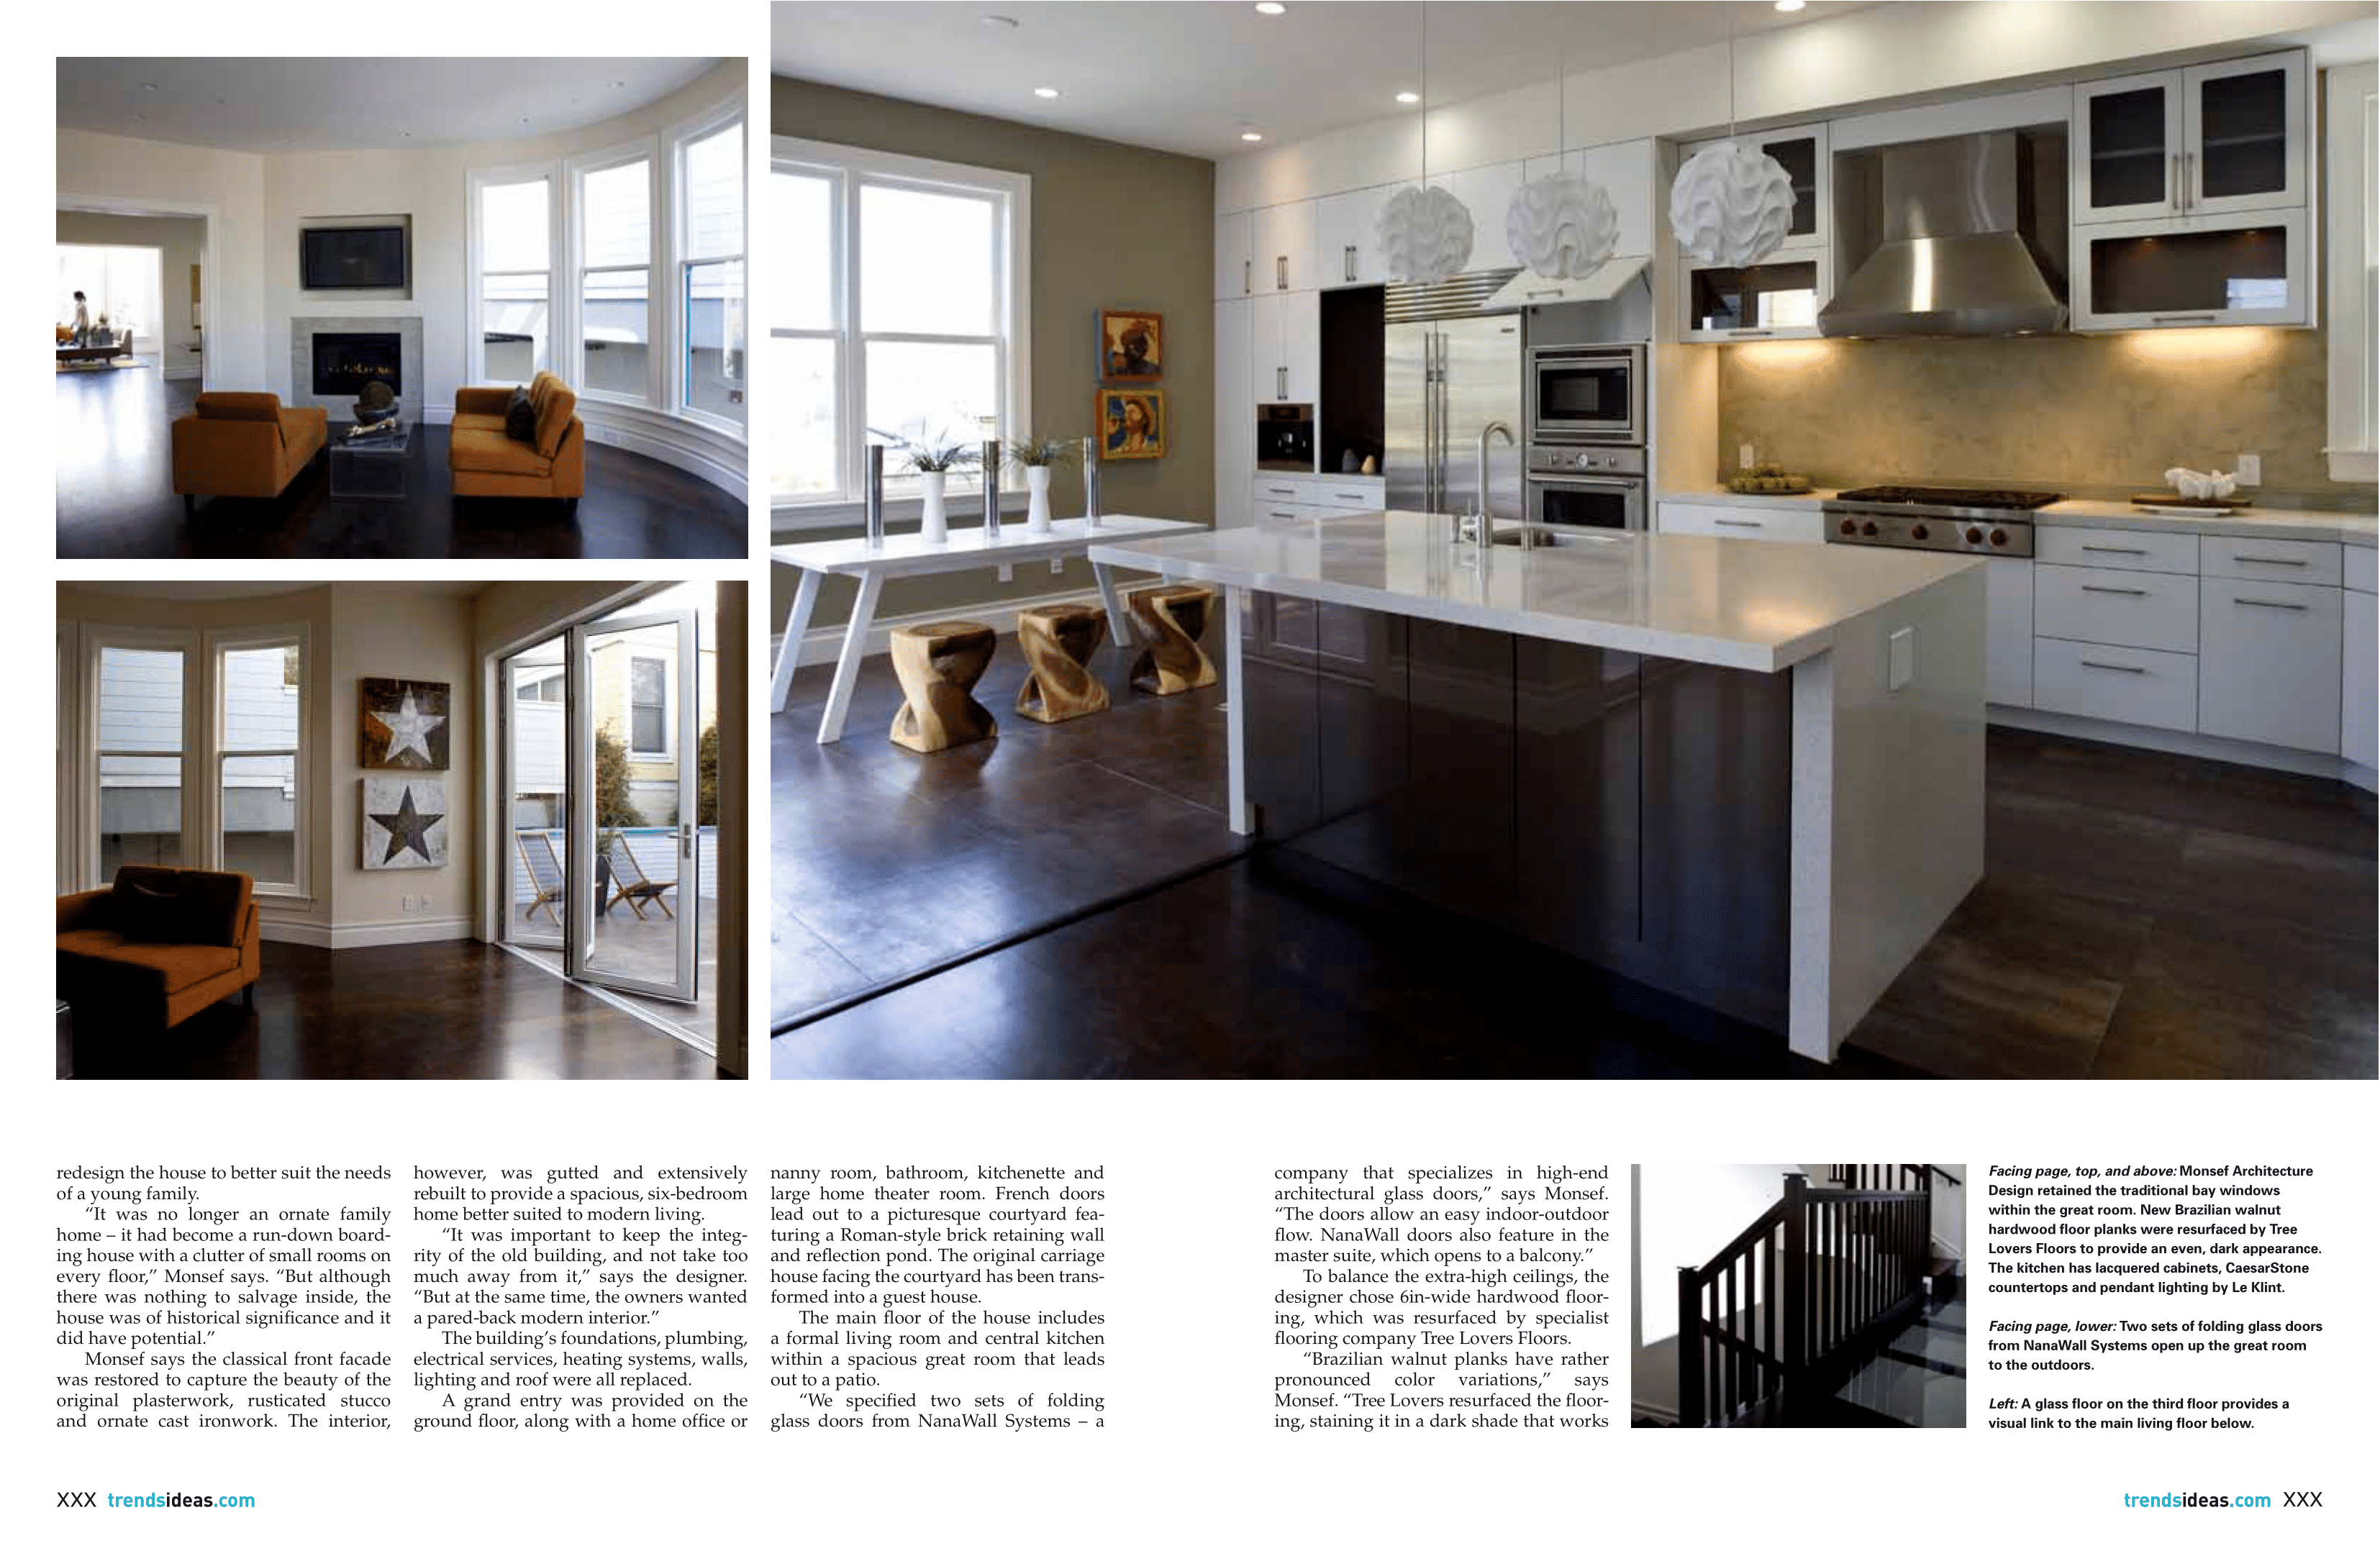 redesign the house to better suit the needs
of a young family.
“It was no longer an ornate family
home – it had become a run-down board-
ing house with a clutter of small rooms on
every floor,” Monsef says. “But although
there was nothing to salvage inside, the
house was of historical significance and it
did have potential.”
Monsef says the classical front facade
was restored to capture the beauty of the
original plasterwork, rusticated stucco
and ornate cast ironwork. The interior,
however, was gutted and extensively
rebuilt to provide a spacious, six-bedroom
home better suited to modern living.
“It was important to keep the integ-
rity of the old building, and not take too
much away from it,” says the designer.
“But at the same time, the owners wanted
a pared-back modern interior.”
The building’s foundations, plumbing,
electrical services, heating systems, walls,
lighting and roof were all replaced.
A grand entry was provided on the
ground floor, along with a home office or
nanny room, bathroom, kitchenette and
large home theater room. French doors
lead out to a picturesque courtyard fea-
turing a Roman-style brick retaining wall
and reflection pond. The original carriage
house facing the courtyard has been trans-
formed into a guest house.
The main floor of the house includes
a formal living room and central kitchen
within a spacious great room that leads
out to a patio.
“We specified two sets of folding
glass doors from NanaWall Systems – a
company that specializes in high-end
architectural glass doors,” says Monsef.
“The doors allow an easy indoor-outdoor
flow. NanaWall doors also feature in the
master suite, which opens to a balcony.”
To balance the extra-high ceilings, the
designer chose 6in-wide hardwood floor-
ing, which was resurfaced by specialist
flooring company Tree Lovers Floors.
“Brazilian walnut planks have rather
pronounced color variations,” says
Monsef. “Tree Lovers resurfaced the floor-
ing, staining it in a dark shade that works
Facing page, top, and above: Monsef Architecture
Design retained the traditional bay windows
within the great room. New Brazilian walnut
hardwood floor planks were resurfaced by Tree
Lovers Floors to provide an even, dark appearance.
The kitchen has lacquered cabinets, CaesarStone
countertops and pendant lighting by Le Klint.
Facing page, lower: Two sets of folding glass doors
from NanaWall Systems open up the great room
to the outdoors.
Left: A glass floor on the third floor provides a
visual link to the main living floor below.
XXX trendsideas.com
trendsideas.com XXX